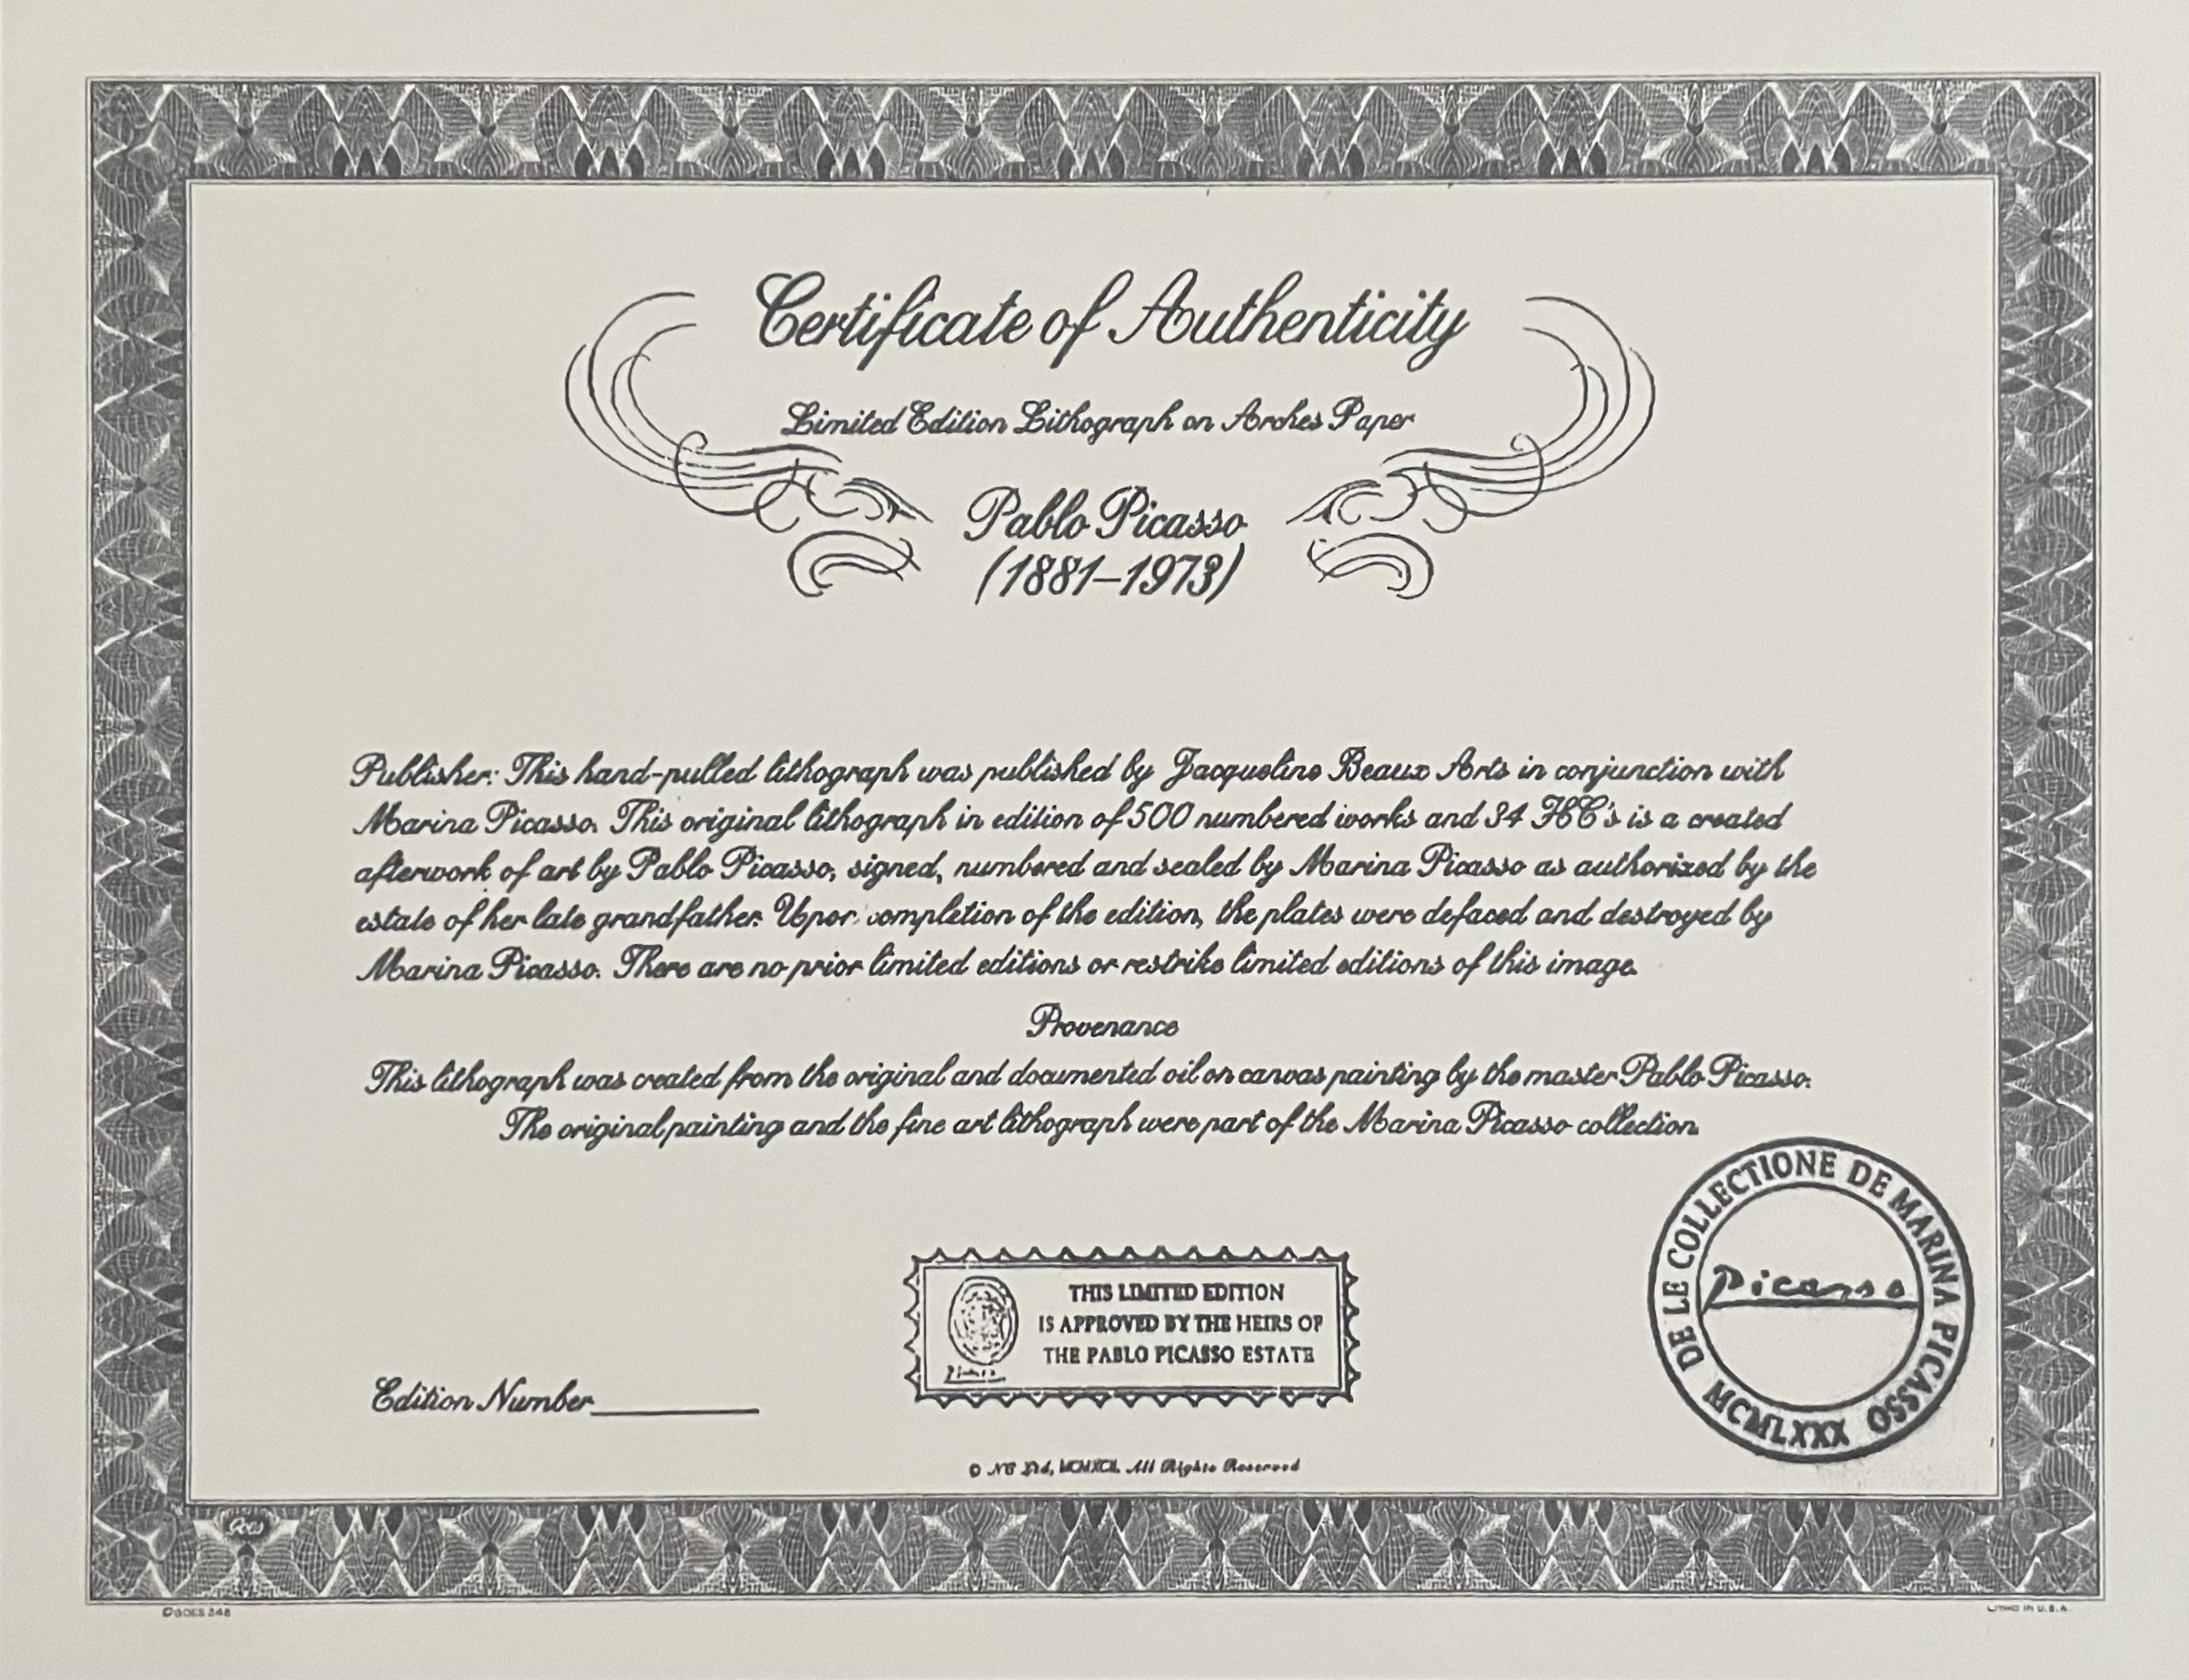 Certificate of Authenticity
Limited Edition Lithograph on Arches Paper
Pablo Picasso
(1881–1973)
Publisher: This hand-pulled lithograph was published by Jacqueline Beaux Arts in conjunction with
Marina Picasso. This original lithograph in edition of 500 numbered works and 34 HC's is a created
afterwork of art by Pablo Picasso, signed, numbered and sealed by Marina Picasso as authorized by the
estate of her late grandfather. Upon completion of the edition, the plates were defaced and destroyed by
Marina Picasso. There are no prior limited editions or restrike limited editions of this image.
Provenance
This lithograph was created from the original and documented oil on canvas painting by the master Pablo Picasso.
The original painting and the fine art lithograph were part of the Marina Picasso collection.
DE LE COLLECTIONE DE MARINA PICASSO
Picasso
MCMLXXX
THIS LIMITED EDITION
IS APPROVED BY THE HEIRS OF
THE PABLO PICASSO ESTATE
Picasso
Edition Number
© NC Ltd, MCMXCII, All Rights Reserved
Goes
©GOES 348
LITHO IN U.S.A.